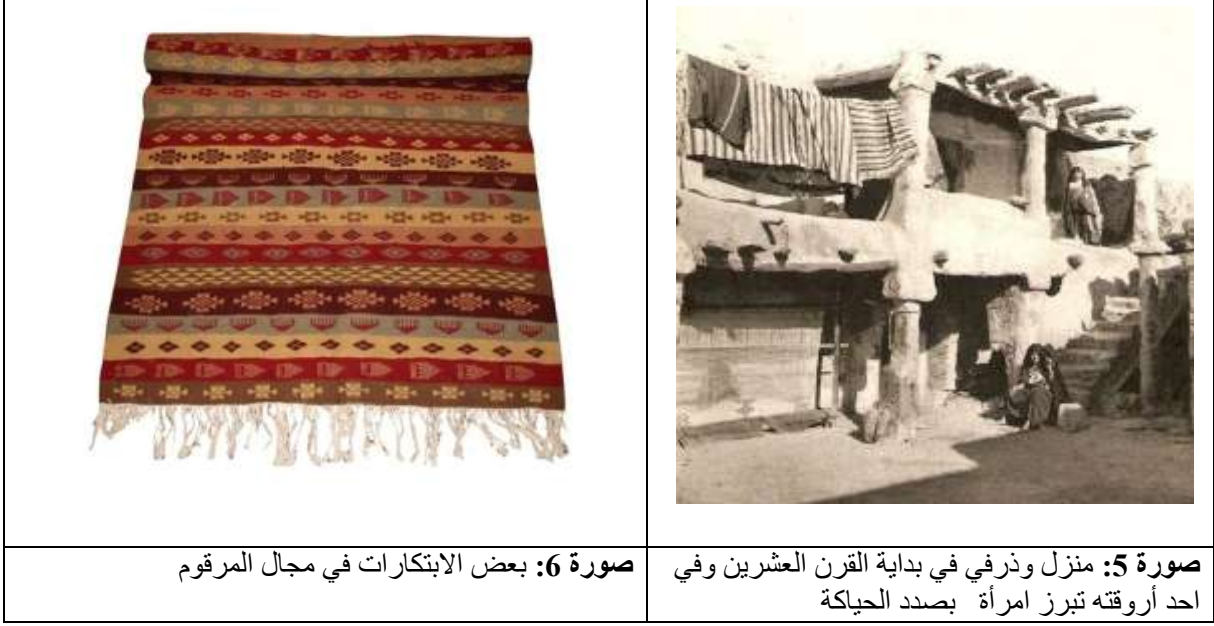 صورة 5: منزل وذرفي في بداية القرن العشرين وفي
احد أروقته تبرز امرأة بصدد الحياكة
صورة 6: بعض الابتكارات في مجال المرقوم